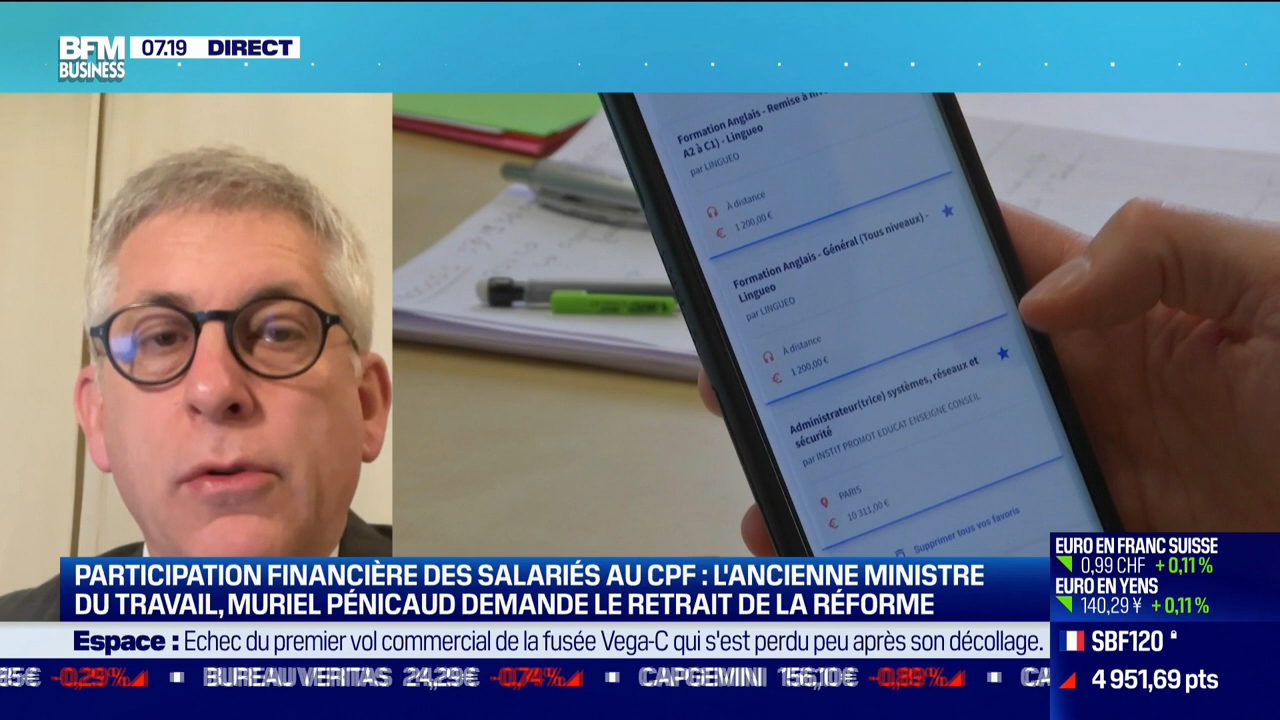 BFM
BUSINESS
07.19 DIRECT
Formation Anglais - Remise à
A2 à C1) - Lingueo
par LINGUEO
À distance
1 200,00 €
Formation Anglais - Général (Tous niveaux) -
Lingueo
par LINGUEO
À distance
1 200,00 €
Administrateur(trice) systèmes, réseaux et
sécurité
par INSTIT PROMOT EDUCAT ENSEIGNE CONSEIL
PARIS
10 311,00 €
Supprimer tous vos favoris
PARTICIPATION FINANCIÈRE DES SALARIÉS AU CPF : L'ANCIENNE MINISTRE
DU TRAVAIL, MURIEL PÉNICAUD DEMANDE LE RETRAIT DE LA RÉFORME
Espace : Echec du premier vol commercial de la fusée Vega-C qui s'est perdu peu après son décollage.
EURO EN FRANC SUISSE
0,99 CHF + 0,11 %
EURO EN YENS
140,29 ¥ + 0,11 %
SBF120
4 951,69 pts
35€ -0,29% BUREAU VERITAS 24,29€ -0,74% CAPGEMINI 156,10€ -0,89% CA